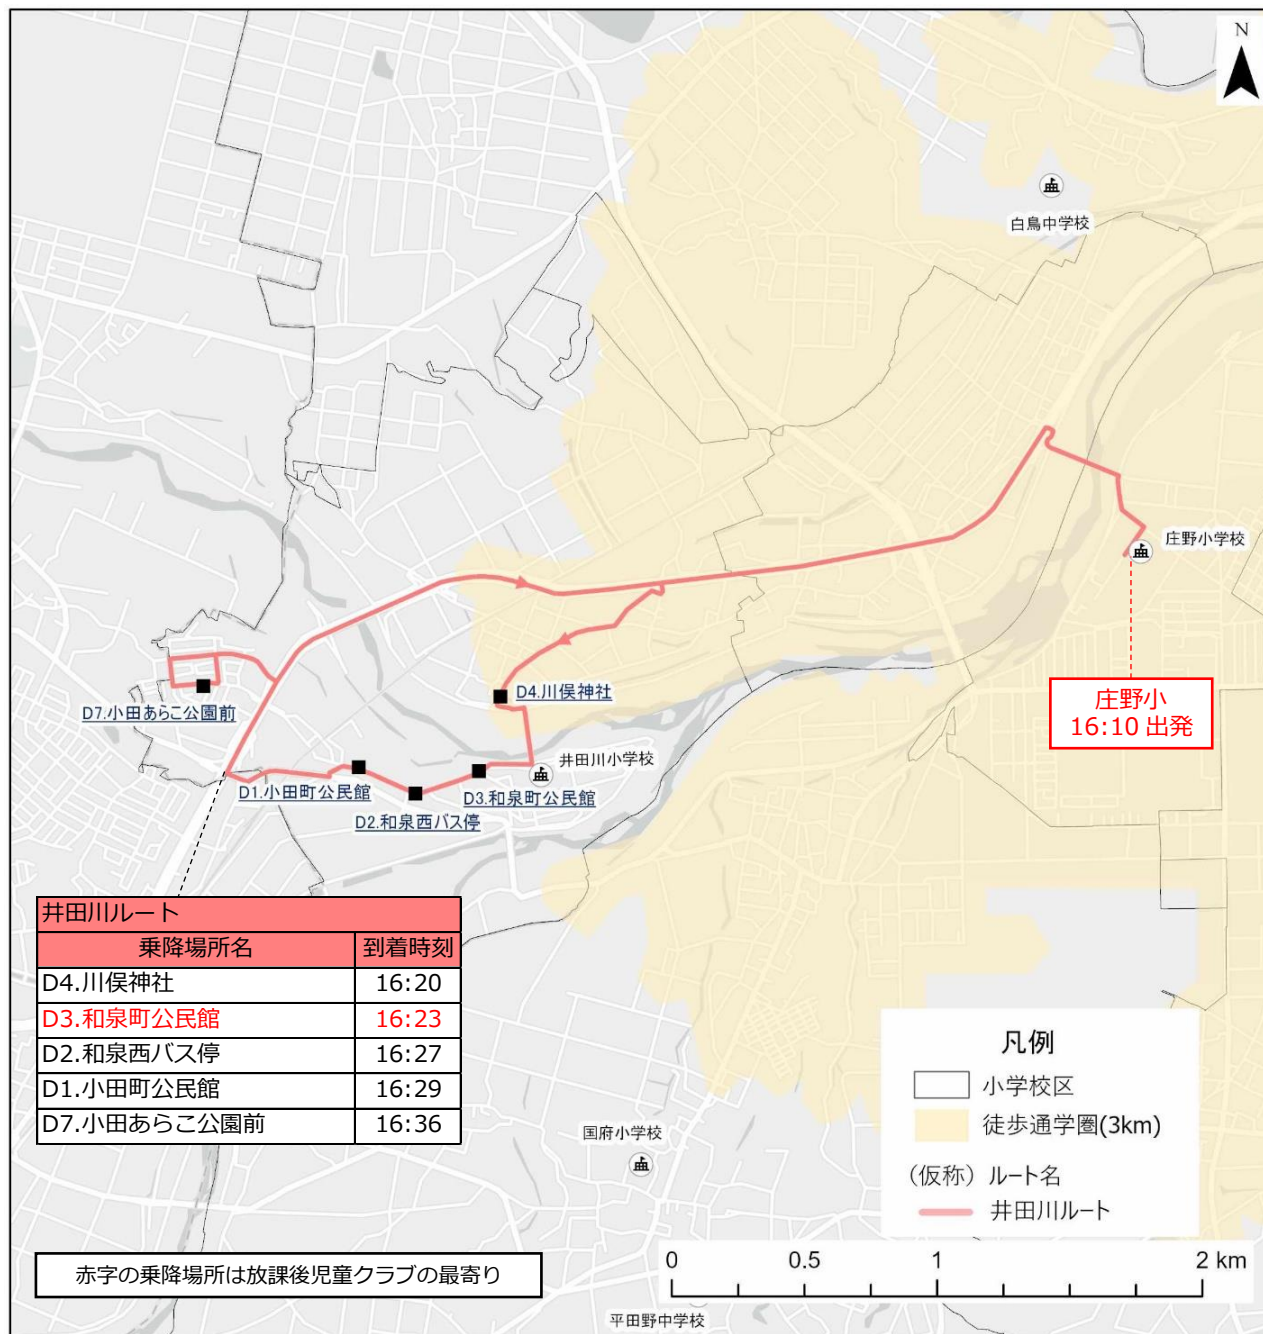 N
白鳥中学校
庄野小学校
庄野小
16:10 出発
D4.川俣神社
D7.小田あらこ公園前
井田川小学校
D1.小田町公民館
D3.和泉町公民館
D2.和泉西バス停
井田川ルート
乗降場所名 到着時刻
D4.川俣神社 16:20
D3.和泉町公民館 16:23
D2.和泉西バス停 16:27
D1.小田町公民館 16:29
D7.小田あらこ公園前 16:36
凡例
小学校区
徒歩通学圏(3km)
(仮称) ルート名
井田川ルート
国府小学校
赤字の乗降場所は放課後児童クラブの最寄り
0 0.5 1 2 km
平田野中学校